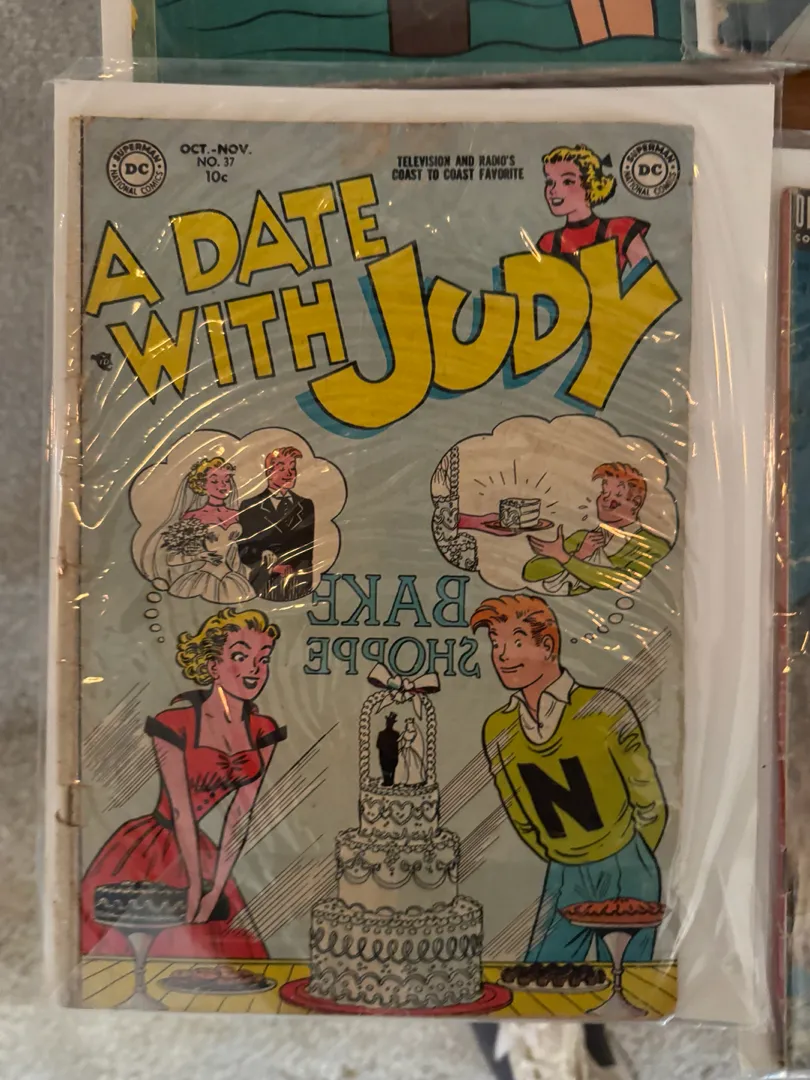 SUPERMAN
DC
NATIONAL COMICS
OCT.-NOV.
NO. 37
10c
TELEVISION AND RADIO'S
COAST TO COAST FAVORITE
SUPERMAN
DC
NATIONAL COMICS
A DATE
WITH JUDY
BAKE
SHOPPE
N